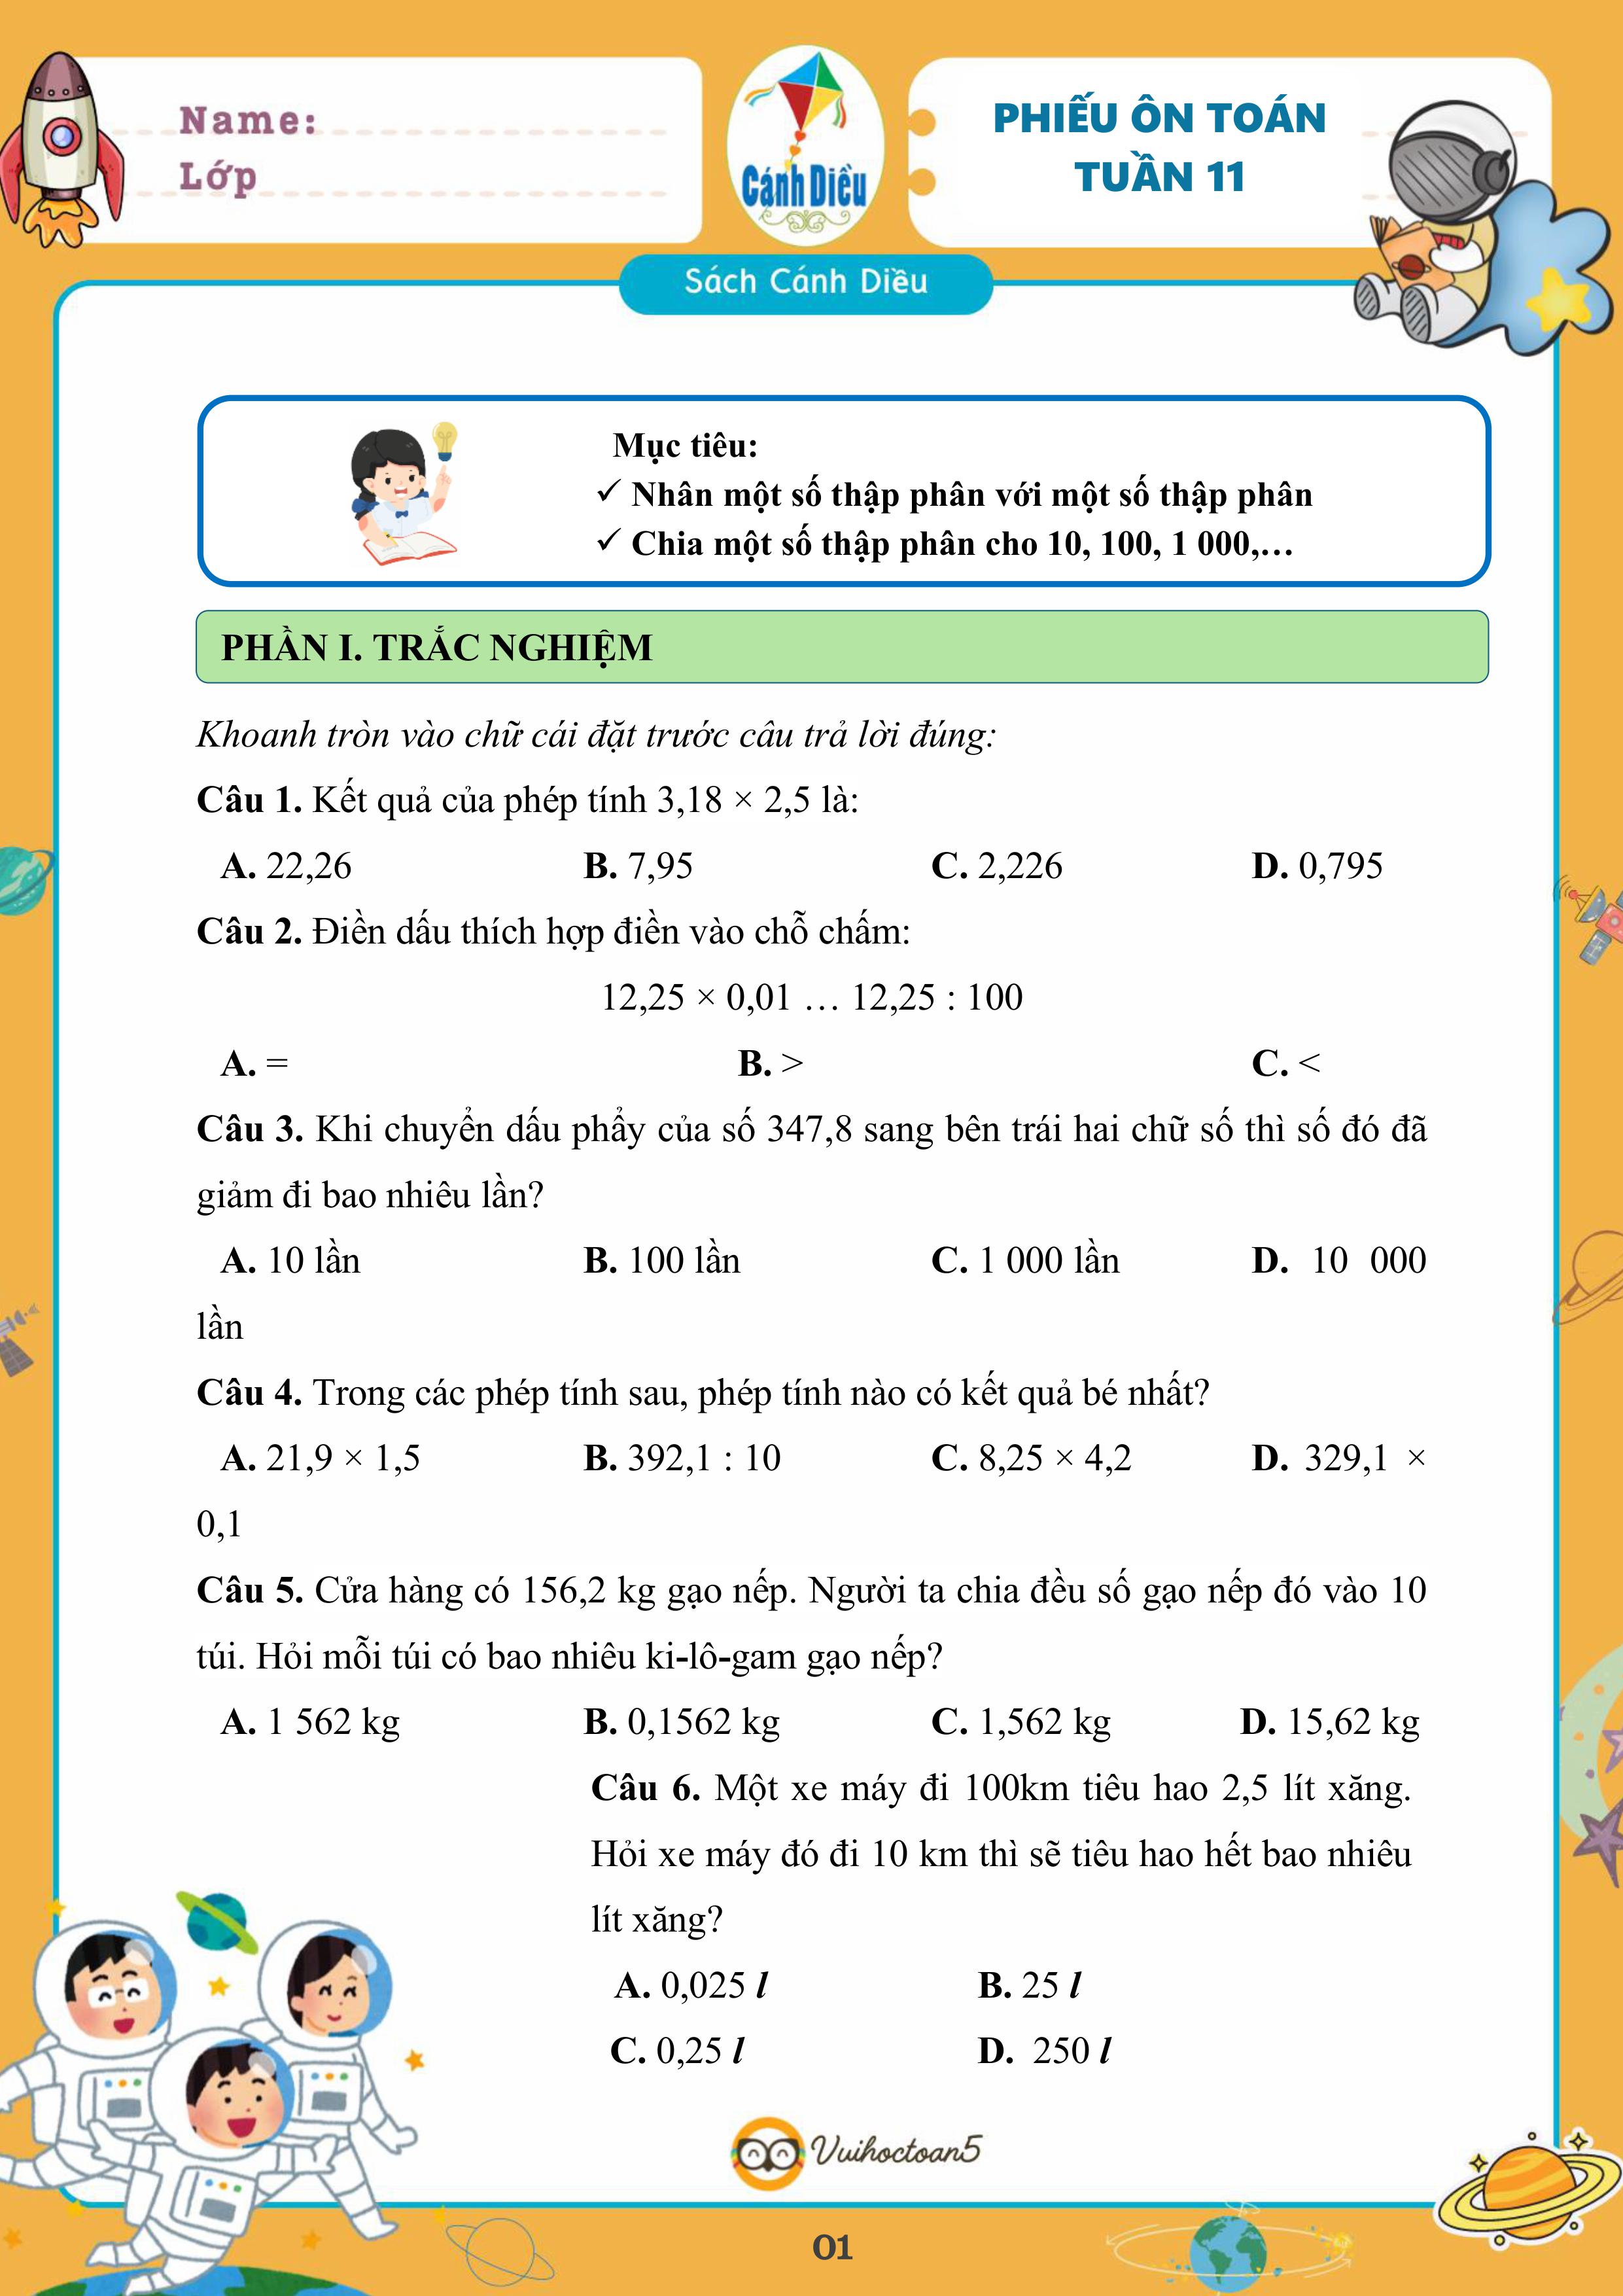 Name:
Lớp
Cánh Diều
PHIẾU ÔN TOÁN
TUẦN 11
Sách Cánh Diều
Mục tiêu:
✓ Nhân một số thập phân với một số thập phân
✓ Chia một số thập phân cho 10, 100, 1 000,…
PHẦN I. TRẮC NGHIỆM
Khoanh tròn vào chữ cái đặt trước câu trả lời đúng:
Câu 1. Kết quả của phép tính 3,18 × 2,5 là:
A. 22,26 B. 7,95 C. 2,226 D. 0,795
Câu 2. Điền dấu thích hợp điền vào chỗ chấm:
12,25 × 0,01 … 12,25 : 100
A. = B. > C. <
Câu 3. Khi chuyển dấu phẩy của số 347,8 sang bên trái hai chữ số thì số đó đã
giảm đi bao nhiêu lần?
A. 10 lần B. 100 lần C. 1 000 lần D. 10 000
lần
Câu 4. Trong các phép tính sau, phép tính nào có kết quả bé nhất?
A. 21,9 × 1,5 B. 392,1 : 10 C. 8,25 × 4,2 D. 329,1 ×
0,1
Câu 5. Cửa hàng có 156,2 kg gạo nếp. Người ta chia đều số gạo nếp đó vào 10
túi. Hỏi mỗi túi có bao nhiêu ki-lô-gam gạo nếp?
A. 1 562 kg B. 0,1562 kg C. 1,562 kg D. 15,62 kg
Câu 6. Một xe máy đi 100km tiêu hao 2,5 lít xăng.
Hỏi xe máy đó đi 10 km thì sẽ tiêu hao hết bao nhiêu
lít xăng?
A. 0,025 l B. 25 l
C. 0,25 l D. 250 l
Vuihoctoan5
01